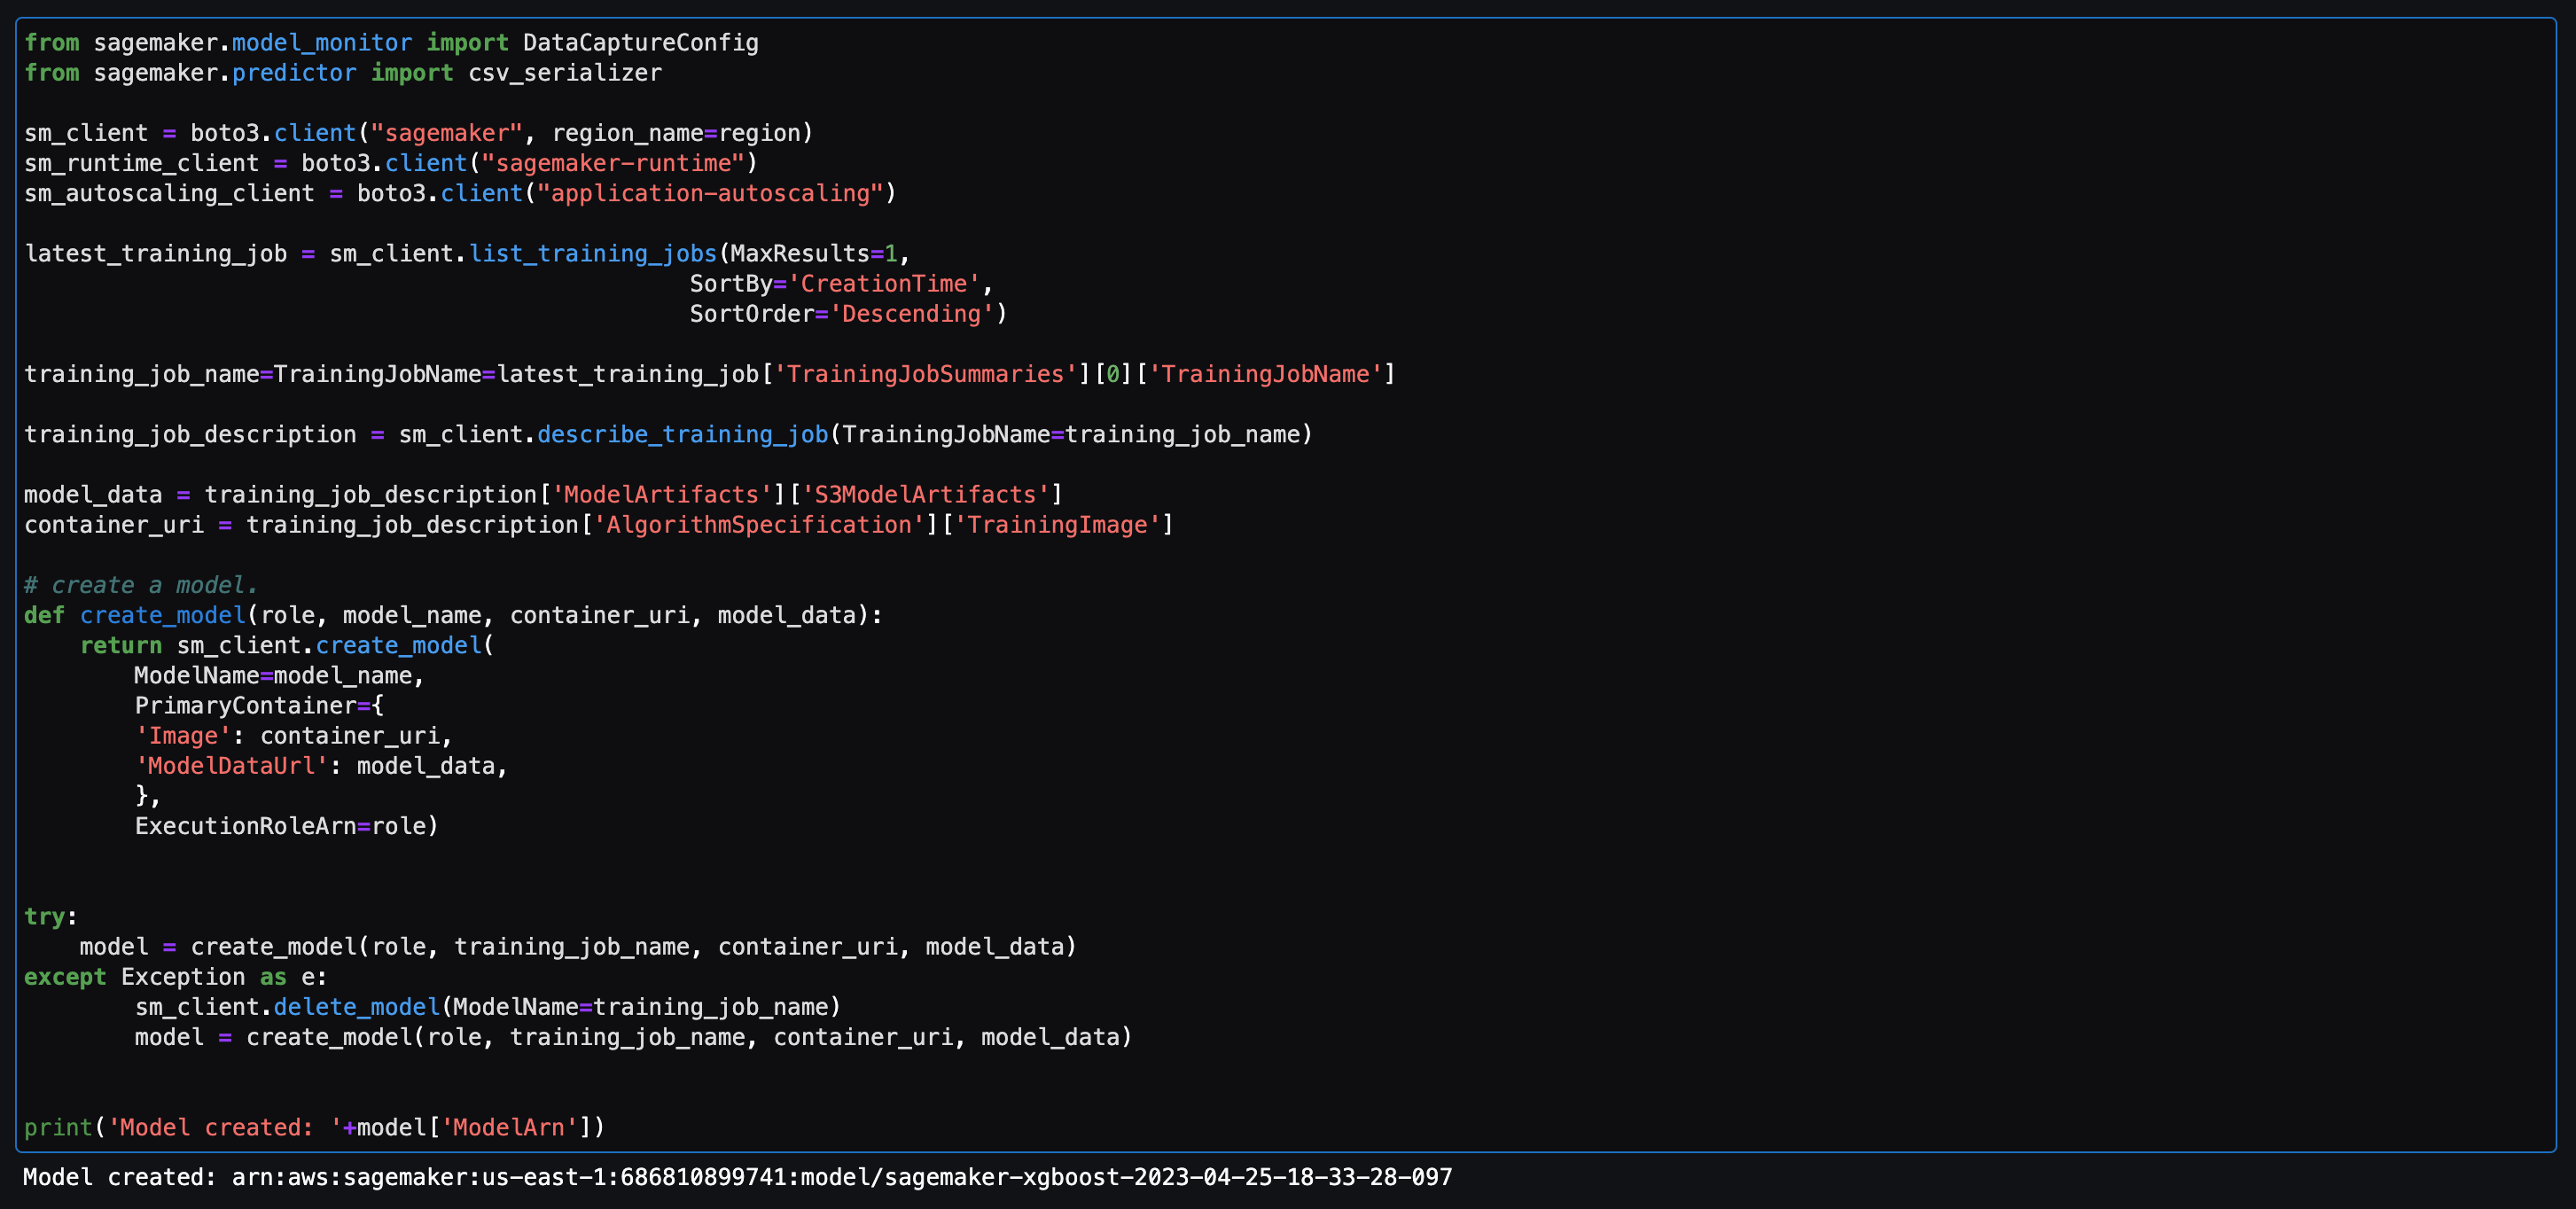 from sagemaker.model_monitor import DataCaptureConfig
from sagemaker.predictor import csv_serializer

sm_client = boto3.client("sagemaker", region_name=region)
sm_runtime_client = boto3.client("sagemaker-runtime")
sm_autoscaling_client = boto3.client("application-autoscaling")

latest_training_job = sm_client.list_training_jobs(MaxResults=1,
                                                SortBy='CreationTime',
                                                SortOrder='Descending')

training_job_name=TrainingJobName=latest_training_job['TrainingJobSummaries'][0]['TrainingJobName']

training_job_description = sm_client.describe_training_job(TrainingJobName=training_job_name)

model_data = training_job_description['ModelArtifacts']['S3ModelArtifacts']
container_uri = training_job_description['AlgorithmSpecification']['TrainingImage']

# create a model.
def create_model(role, model_name, container_uri, model_data):
    return sm_client.create_model(
        ModelName=model_name,
        PrimaryContainer={
        'Image': container_uri,
        'ModelDataUrl': model_data,
        },
        ExecutionRoleArn=role)


try:
    model = create_model(role, training_job_name, container_uri, model_data)
except Exception as e:
        sm_client.delete_model(ModelName=training_job_name)
        model = create_model(role, training_job_name, container_uri, model_data)


print('Model created: '+model['ModelArn'])
Model created: arn:aws:sagemaker:us-east-1:686810899741:model/sagemaker-xgboost-2023-04-25-18-33-28-097